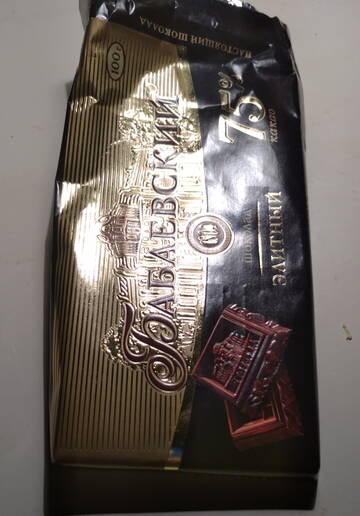 НАСТОЯЩИЙ ШОКОЛАД
100г
БАБАЕВСКИЙ
75%
какао
ШОКОЛАД
ЭЛИТНЫЙ